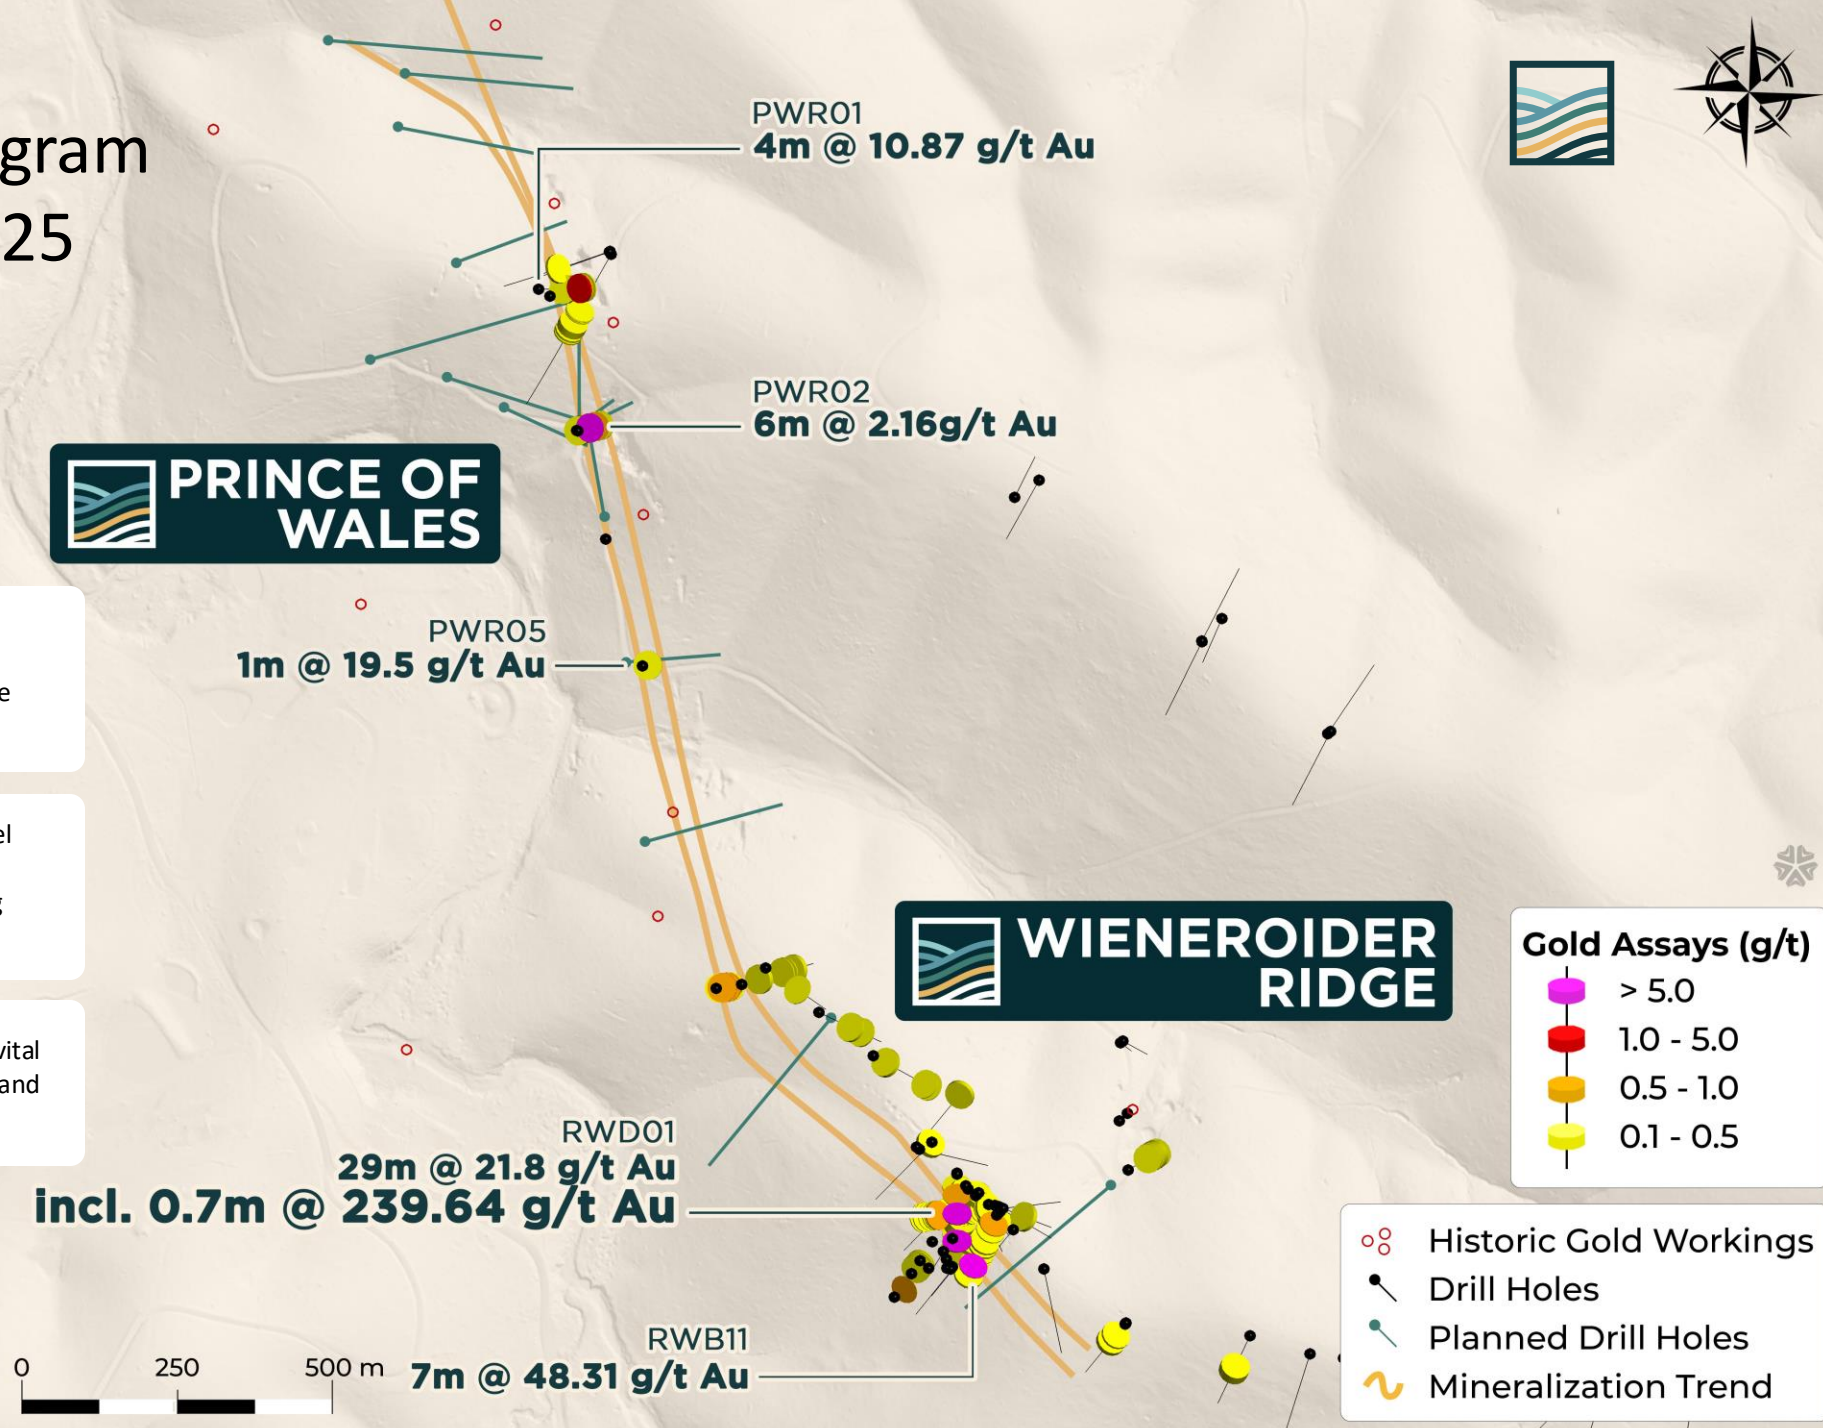 gram
25
PWR01
4m @ 10.87 g/t Au
PWR02
6m @ 2.16g/t Au
PRINCE OF
WALES
PWR05
1m @ 19.5 g/t Au
e
el
g
vital
and
WIENEROIDER
RIDGE
Gold Assays (g/t)
> 5.0
1.0 - 5.0
0.5 - 1.0
0.1 - 0.5
RWD01
29m @ 21.8 g/t Au
incl. 0.7m @ 239.64 g/t Au
RWB11
7m @ 48.31 g/t Au
Historic Gold Workings
Drill Holes
Planned Drill Holes
Mineralization Trend
0 250 500 m